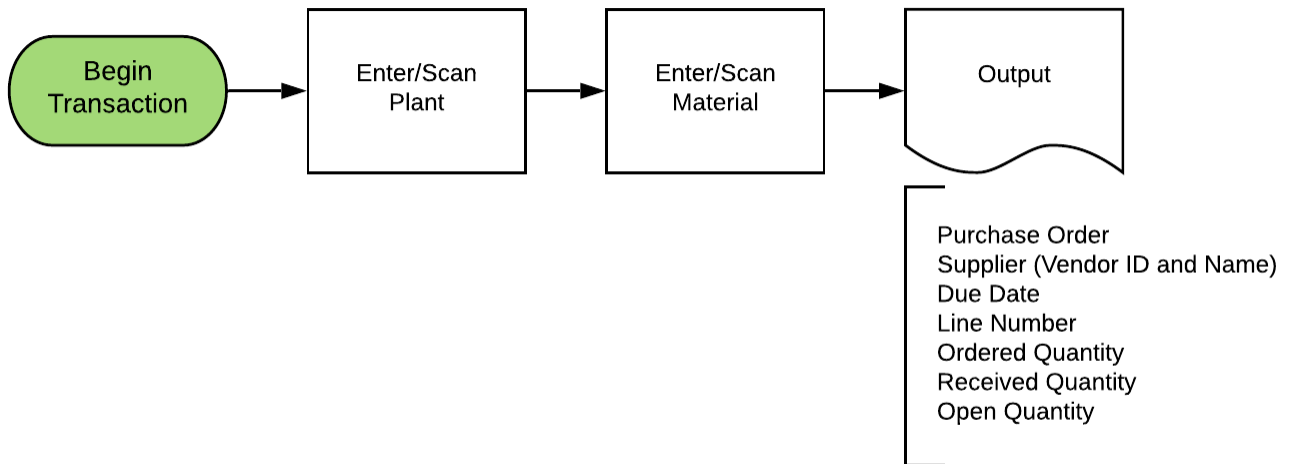 Begin
Transaction
Enter/Scan
Plant
Enter/Scan
Material
Output
Purchase Order
Supplier (Vendor ID and Name)
Due Date
Line Number
Ordered Quantity
Received Quantity
Open Quantity